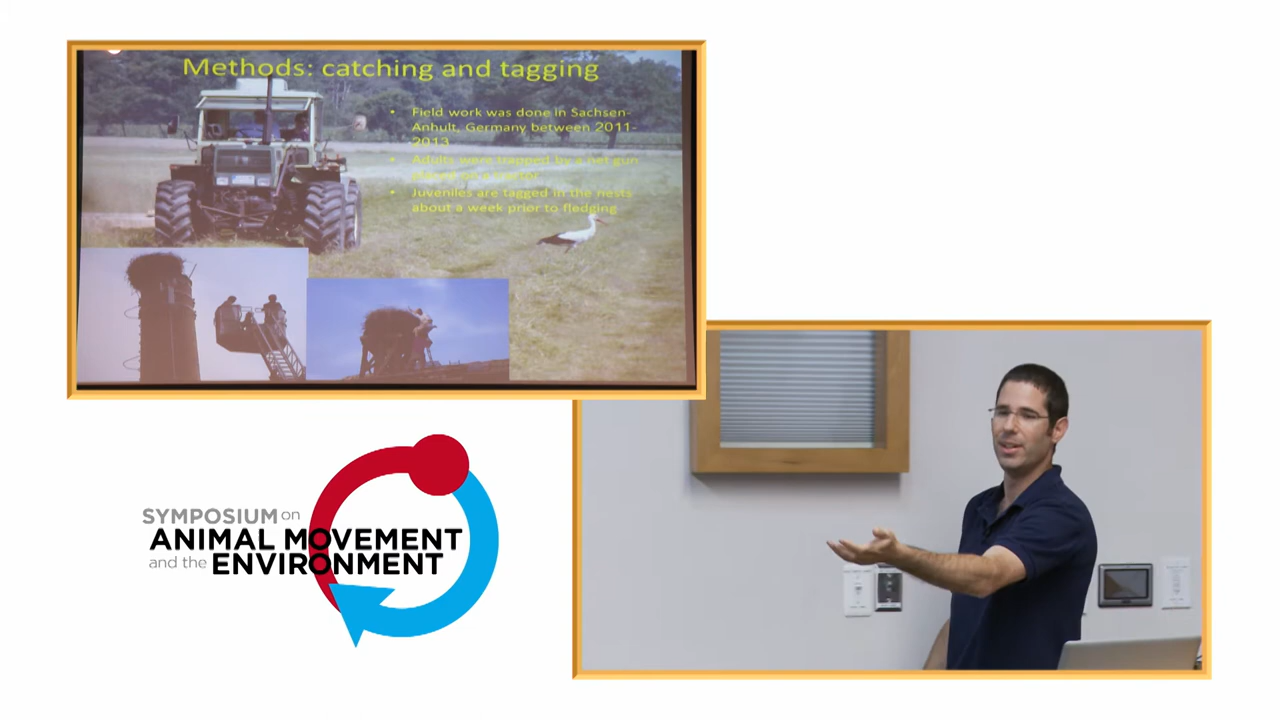 Methods: catching and tagging
• Field work was done in Sachsen-
Anhult, Germany between 2011-
2013
• Adults were trapped by a net gun
placed on a tractor
• Juveniles are tagged in the nests
about a week prior to fledging
SYMPOSIUM on
ANIMAL MOVEMENT
and the ENVIRONMENT